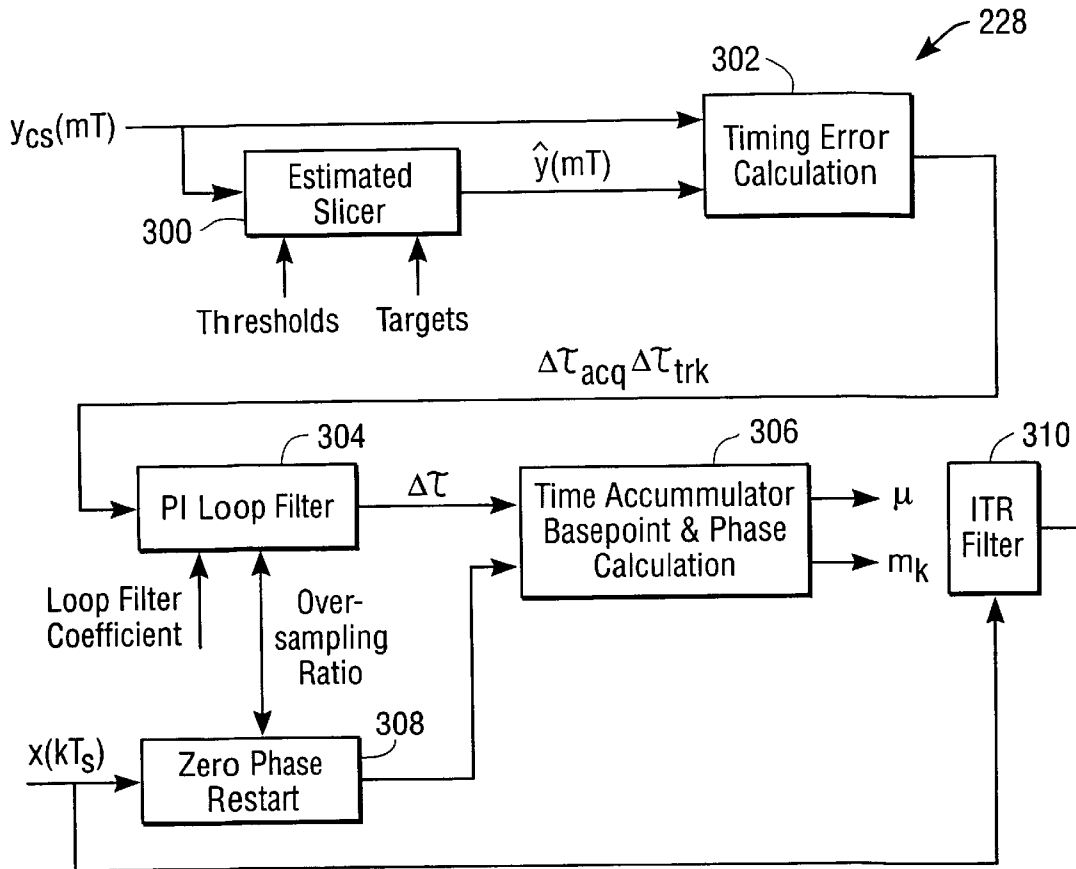 228
302
y_CS(mT)
Timing Error
Calculation
Estimated
Slicer
ŷ(mT)
300
Thresholds
Targets
Δτ_acq Δτ_trk
304
306
310
PI Loop Filter
Δτ
Time Accummulator
Basepoint & Phase
Calculation
μ
m_k
ITR
Filter
Loop Filter
Coefficient
Over-
sampling
Ratio
308
x(kT_s)
Zero Phase
Restart